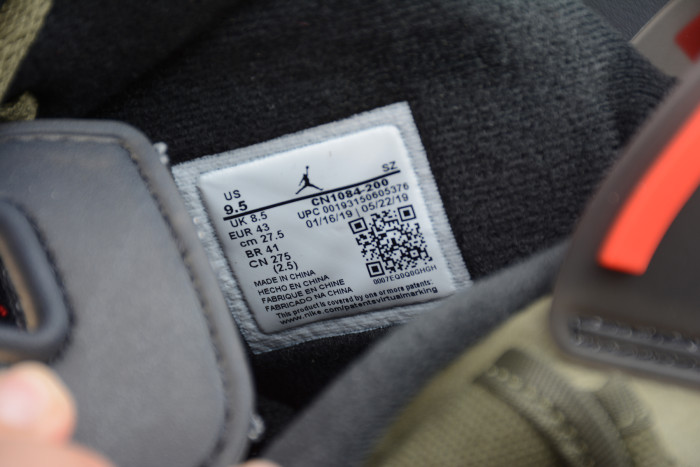 US
9.5
SZ
UK 8.5
EUR 43
cm 27.5
BR 41
CN 275
(2.5)
CN1084-200
UPC 00193150605376
01/16/19 | 05/22/19
0007EQ0Q0GHGH
MADE IN CHINA
HECHO EN CHINA
FABRIQUE EN CHINE
FABRICADO NA CHINA
This product is covered by one or more patents:
www.nike.com/patentsvirtualmarking